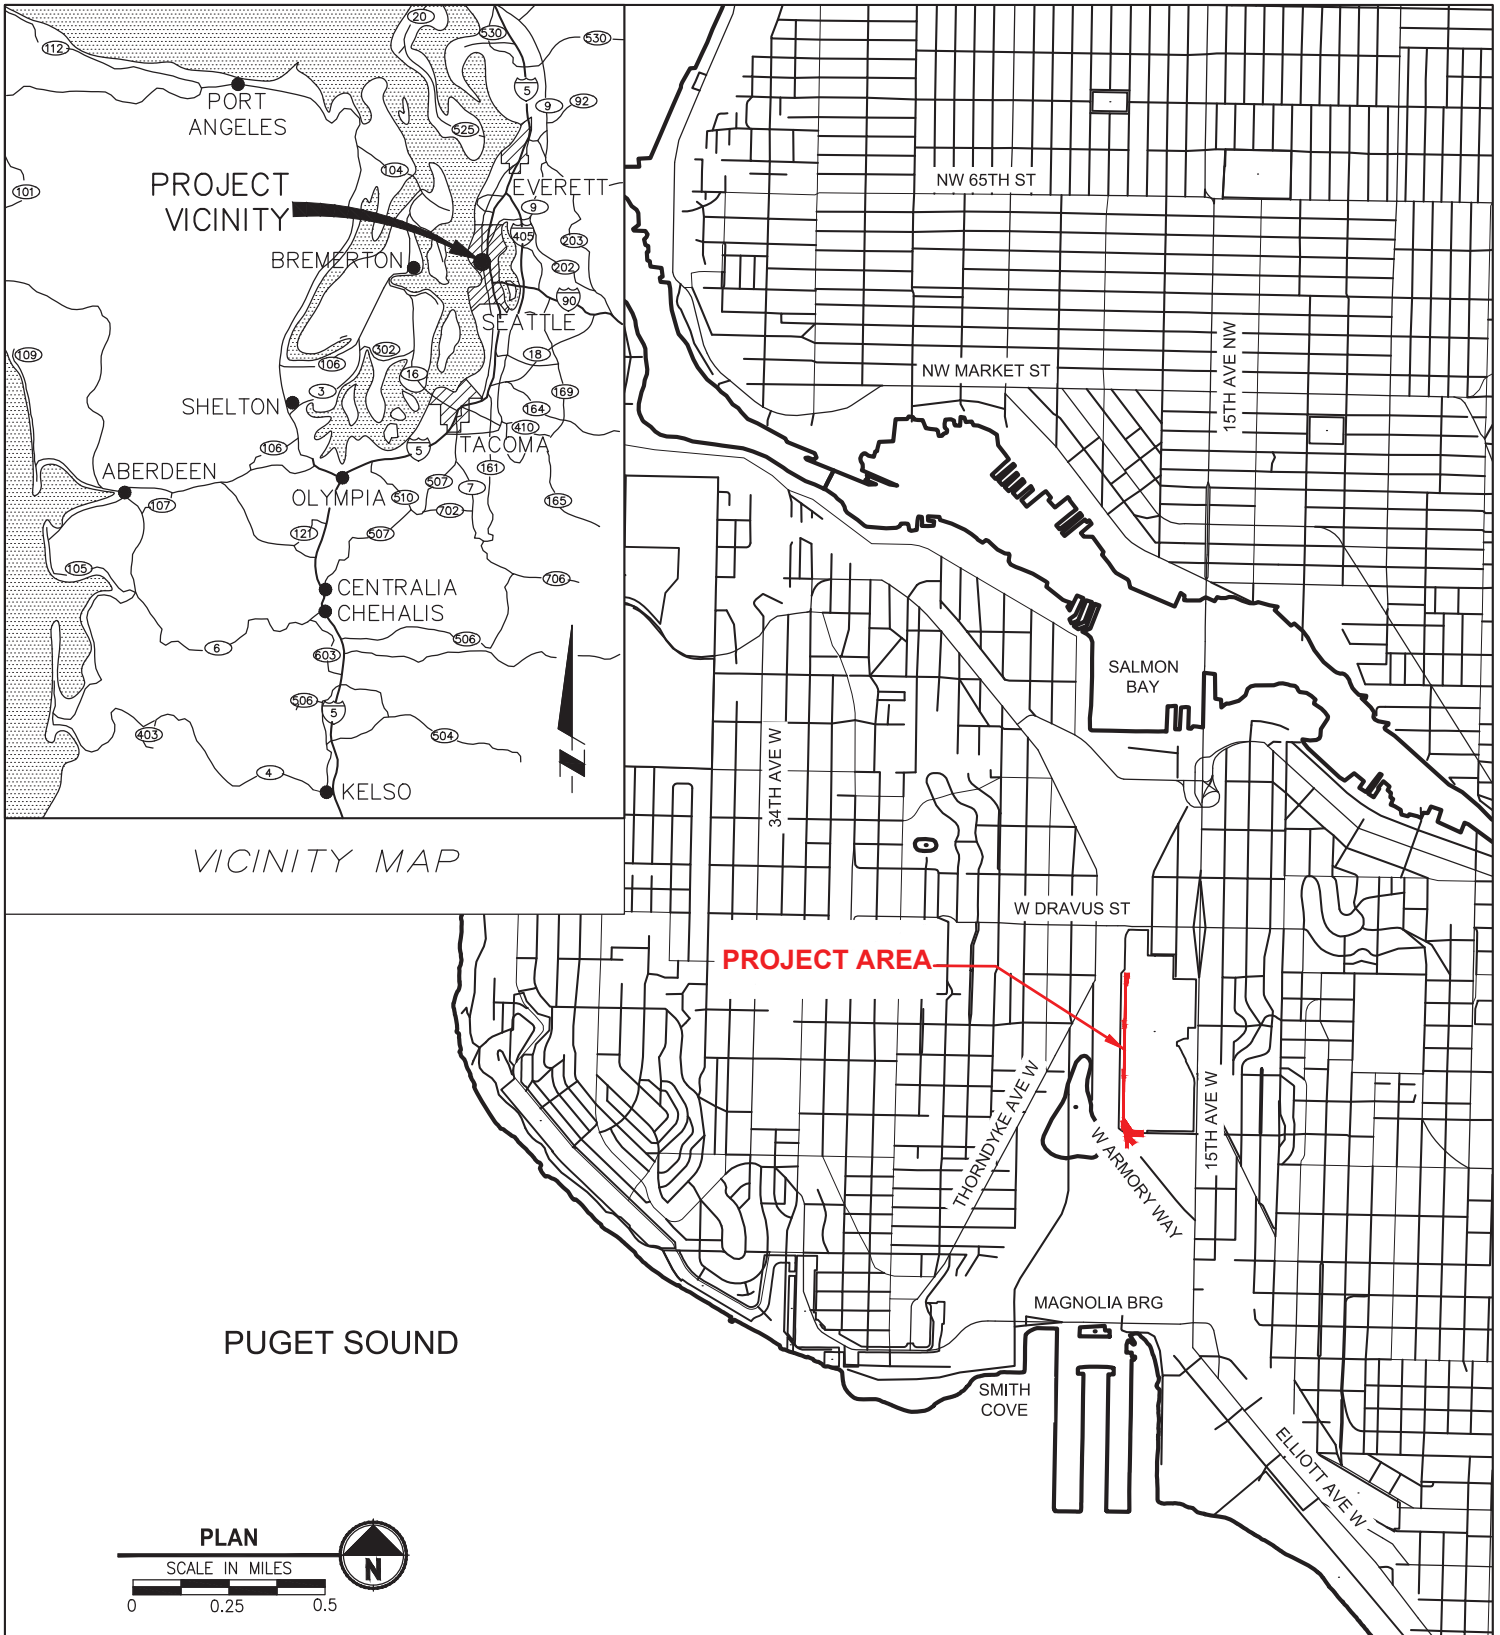 20
530
530
112
5
9
92
PORT
ANGELES
525
104
101
PROJECT
VICINITY
EVERETT
9
405
203
BREMERTON
202
90
SEATTLE
109
302
106
18
16
3
169
SHELTON
164
410
TACOMA
106
5
ABERDEEN
161
507
7
OLYMPIA
510
165
107
702
121
507
105
706
CENTRALIA
CHEHALIS
506
6
603
506
5
403
504
4
KELSO
VICINITY MAP
NW 65TH ST
15TH AVE NW
NW MARKET ST
SALMON
BAY
34TH AVE W
W DRAVUS ST
PROJECT AREA
THORNDYKE AVE W
W ARMORY WAY
15TH AVE W
MAGNOLIA BRG
PUGET SOUND
SMITH
COVE
ELLIOTT AVE W
PLAN
SCALE IN MILES
N
0 0.25 0.5